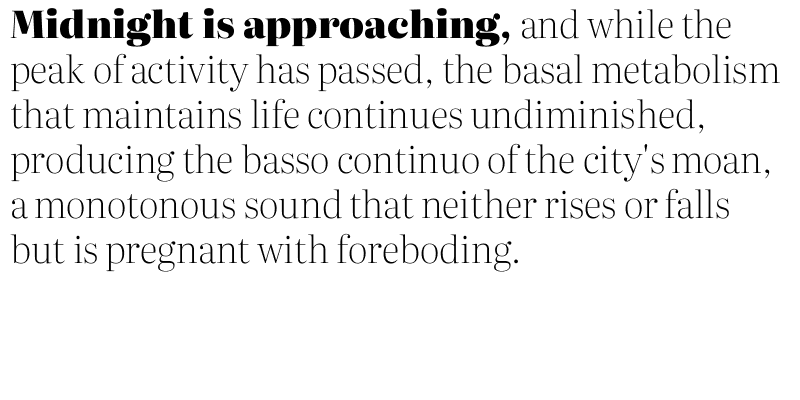 Midnight is approaching, and while the
peak of activity has passed, the basal metabolism
that maintains life continues undiminished,
producing the basso continuo of the city's moan,
a monotonous sound that neither rises or falls
but is pregnant with foreboding.